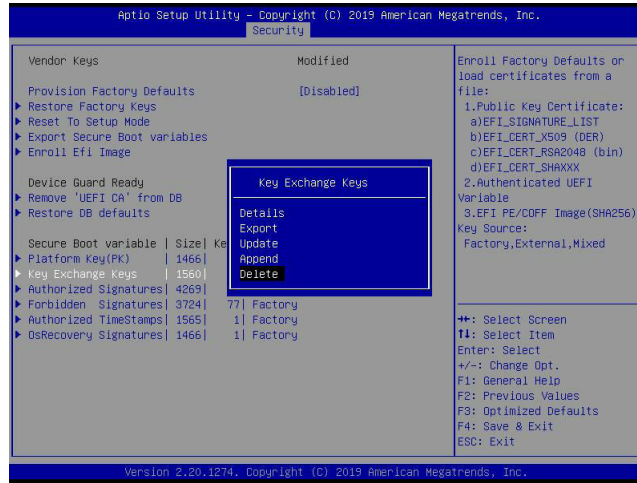 Aptio Setup Utility – Copyright (C) 2019 American Megatrends, Inc.
Security
Vendor Keys Modified
Provision Factory Defaults [Disabled]
Restore Factory Keys
Reset To Setup Mode
Export Secure Boot variables
Enroll Efi Image
Device Guard Ready
Remove 'UEFI CA' from DB
Restore DB defaults
Secure Boot variable | Size| Ke
Platform Key(PK) | 1466|
Key Exchange Keys | 1560|
Authorized Signatures| 4269|
Forbidden Signatures| 3724| 77| Factory
Authorized TimeStamps| 1565| 1| Factory
OsRecovery Signatures| 1466| 1| Factory
Key Exchange Keys
Details
Export
Update
Append
Delete
Enroll Factory Defaults or
load certificates from a
file:
1.Public Key Certificate:
a)EFI_SIGNATURE_LIST
b)EFI_CERT_X509 (DER)
c)EFI_CERT_RSA2048 (bin)
d)EFI_CERT_SHAXXX
2.Authenticated UEFI
Variable
3.EFI PE/COFF Image(SHA256)
Key Source:
Factory,External,Mixed
→←: Select Screen
↑↓: Select Item
Enter: Select
+/-: Change Opt.
F1: General Help
F2: Previous Values
F3: Optimized Defaults
F4: Save & Exit
ESC: Exit
Version 2.20.1274. Copyright (C) 2019 American Megatrends, Inc.